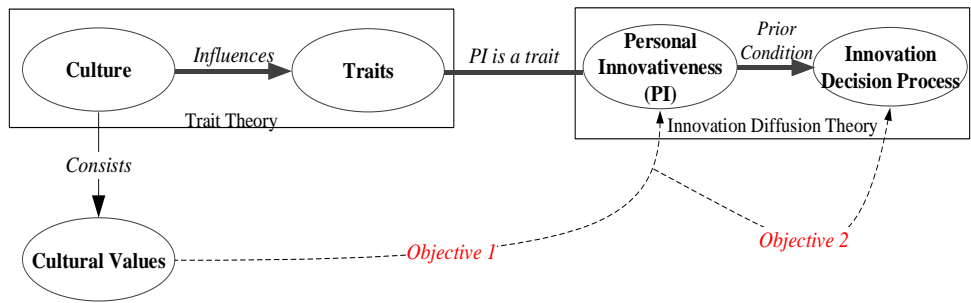 Culture
Influences
Traits
PI is a trait
Personal
Innovativeness
(PI)
Prior
Condition
Innovation
Decision Process
Trait Theory
Innovation Diffusion Theory
Consists
Cultural Values
Objective 1
Objective 2